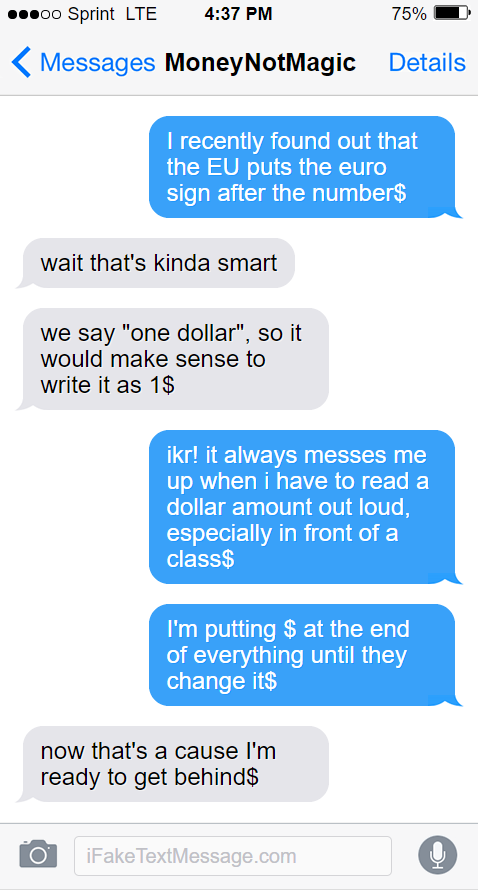 Sprint LTE 4:37 PM 75%
Messages MoneyNotMagic Details
I recently found out that
the EU puts the euro
sign after the number$
wait that's kinda smart
we say "one dollar", so it
would make sense to
write it as 1$
ikr! it always messes me
up when i have to read a
dollar amount out loud,
especially in front of a
class$
I'm putting $ at the end
of everything until they
change it$
now that's a cause I'm
ready to get behind$
iFakeTextMessage.com